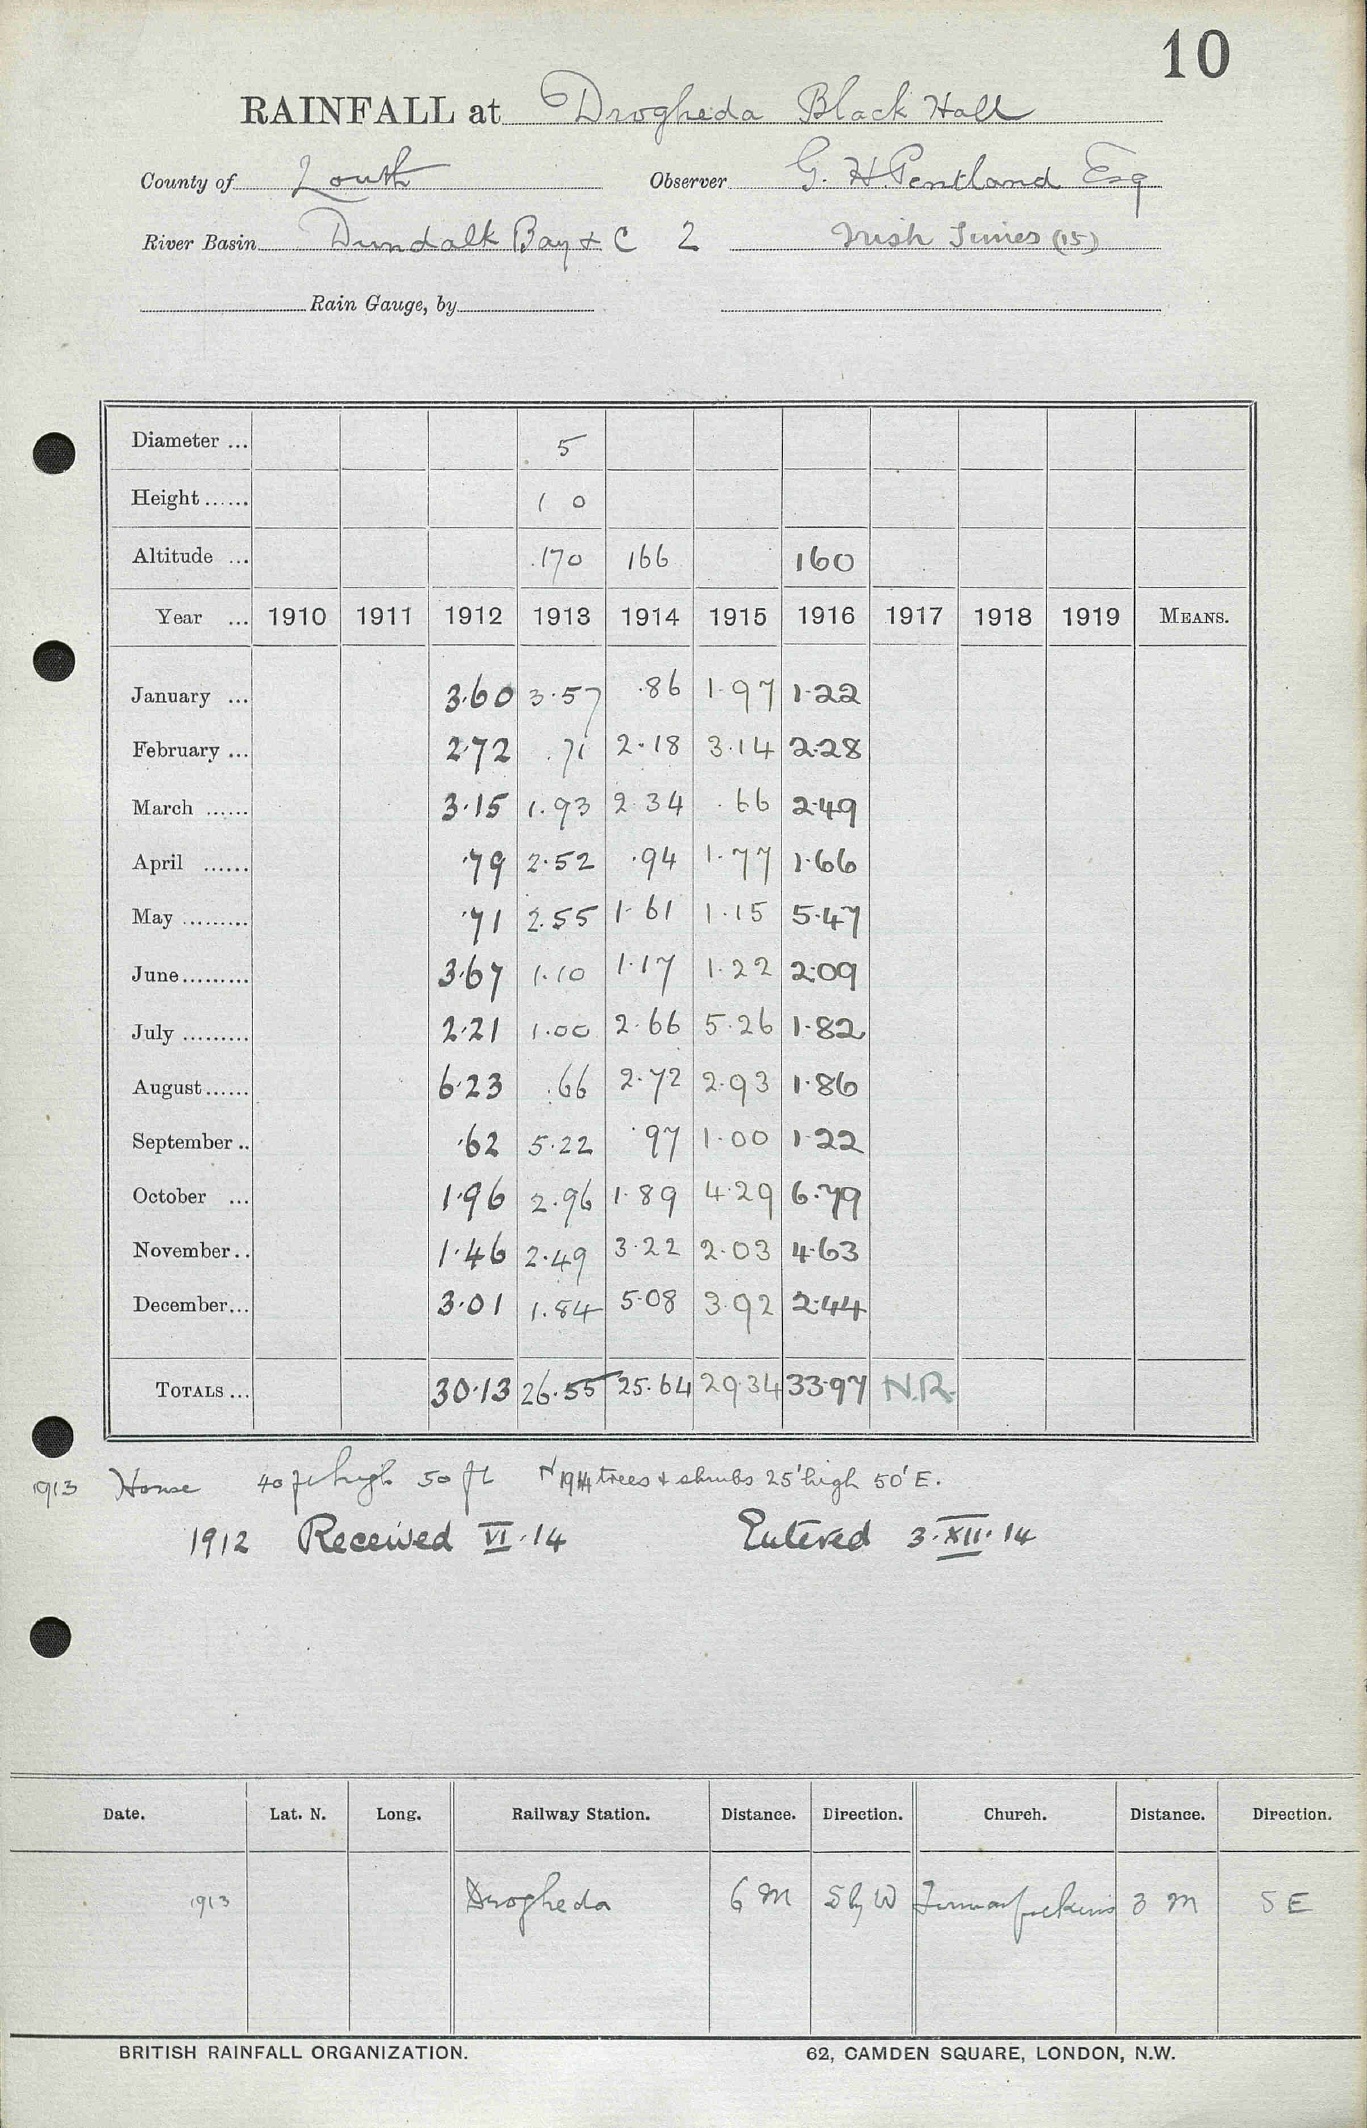 10
RAINFALL at Drogheda Black Hall
County of Louth Observer G. H. Pentland Esq
River Basin Dundalk Bay & C 2 Irish Times (15)
Rain Gauge, by
Diameter ... 5
Height ...... 1 0
Altitude ... 170 166 160
Year ... 1910 1911 1912 1913 1914 1915 1916 1917 1918 1919 MEANS.
January ... 3.60 3.57 .86 1.97 1.22
February ... 2.72 .71 2.18 3.14 2.28
March ...... 3.15 1.93 2.34 .66 2.49
April ...... .79 2.52 .94 1.77 1.66
May ......... .71 2.55 1.61 1.15 5.47
June ......... 3.67 1.10 1.17 1.22 2.09
July ......... 2.21 1.00 2.66 5.26 1.82
August ...... 6.23 .66 2.72 2.93 1.86
September .. .62 5.22 .97 1.00 1.22
October ... 1.96 2.96 1.89 4.29 6.79
November .. 1.46 2.49 3.22 2.03 4.63
December ... 3.01 1.84 5.08 3.92 2.44
TOTALS ... 30.13 26.55 25.64 29.34 33.97 N.R.
1913 House 40 ft high 50 ft N 1914 trees & shrubs 25' high 50' E.
1912 Received VI.14 Entered 3.XII.14
Date. Lat. N. Long. Railway Station. Distance. Direction. Church. Distance. Direction.
1913 Drogheda 6 M S by W 3 M S E
BRITISH RAINFALL ORGANIZATION. 62, CAMDEN SQUARE, LONDON, N.W.